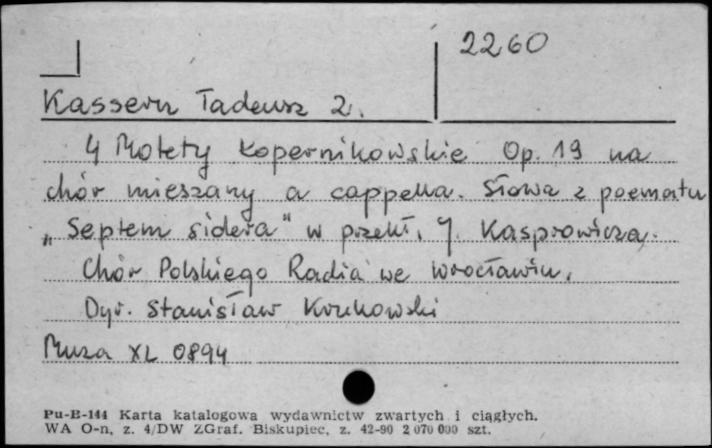 2260
Kassern Tadeusz Z.
4 Motety kopernikowskie Op. 19 na
chór mieszany a cappella. Słowa z poematu
„Septem sidera" w przekł. J. Kasprowicza.
Chór Polskiego Radia we Wrocławiu.
Dyr. Stanisław Krukowski
Muza XL 0894
Pu-B-144 Karta katalogowa wydawnictw zwartych i ciągłych.
WA O-n, z. 4/DW ZGraf. Biskupiec, z. 42-90 2 070 000 szt.